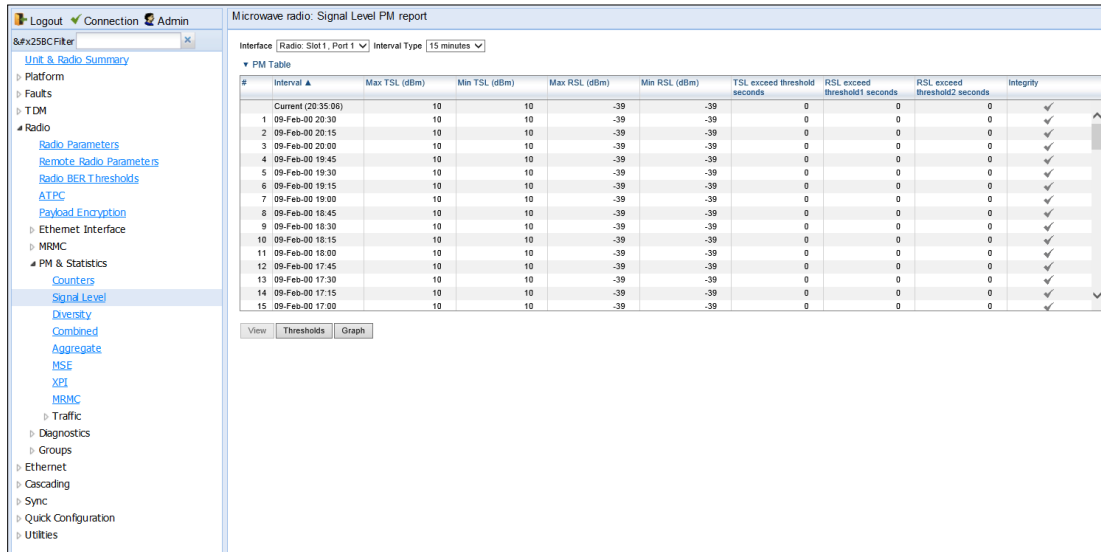 Logout Connection Admin
&#x25BCFilter
Unit & Radio Summary
Platform
Faults
TDM
Radio
Radio Parameters
Remote Radio Parameters
Radio BER Thresholds
ATPC
Payload Encryption
Ethernet Interface
MRMC
PM & Statistics
Counters
Signal Level
Diversity
Combined
Aggregate
MSE
XPI
MRMC
Traffic
Diagnostics
Groups
Ethernet
Cascading
Sync
Quick Configuration
Utilities
Microwave radio: Signal Level PM report
Interface Radio: Slot 1, Port 1 Interval Type 15 minutes
▼ PM Table
# Interval ▲ Max TSL (dBm) Min TSL (dBm) Max RSL (dBm) Min RSL (dBm) TSL exceed threshold seconds RSL exceed threshold1 seconds RSL exceed threshold2 seconds Integrity
Current (20:35:06) 10 10 -39 -39 0 0 0 ✓
1 09-Feb-00 20:30 10 10 -39 -39 0 0 0 ✓
2 09-Feb-00 20:15 10 10 -39 -39 0 0 0 ✓
3 09-Feb-00 20:00 10 10 -39 -39 0 0 0 ✓
4 09-Feb-00 19:45 10 10 -39 -39 0 0 0 ✓
5 09-Feb-00 19:30 10 10 -39 -39 0 0 0 ✓
6 09-Feb-00 19:15 10 10 -39 -39 0 0 0 ✓
7 09-Feb-00 19:00 10 10 -39 -39 0 0 0 ✓
8 09-Feb-00 18:45 10 10 -39 -39 0 0 0 ✓
9 09-Feb-00 18:30 10 10 -39 -39 0 0 0 ✓
10 09-Feb-00 18:15 10 10 -39 -39 0 0 0 ✓
11 09-Feb-00 18:00 10 10 -39 -39 0 0 0 ✓
12 09-Feb-00 17:45 10 10 -39 -39 0 0 0 ✓
13 09-Feb-00 17:30 10 10 -39 -39 0 0 0 ✓
14 09-Feb-00 17:15 10 10 -39 -39 0 0 0 ✓
15 09-Feb-00 17:00 10 10 -39 -39 0 0 0 ✓
View Thresholds Graph